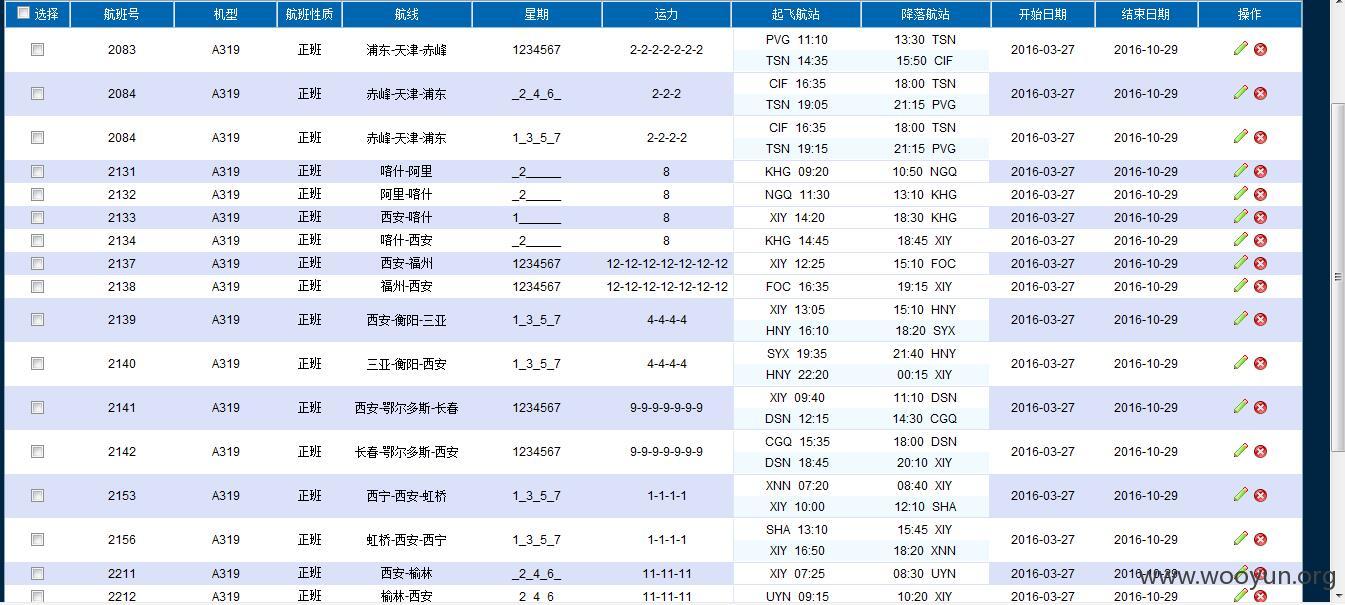 选择 航班号 机型 航班性质 航线 星期 运力 起飞航站 降落航站 开始日期 结束日期 操作
2083 A319 正班 浦东-天津-赤峰 1234567 2-2-2-2-2-2-2 PVG 11:10 13:30 TSN 2016-03-27 2016-10-29
TSN 14:35 15:50 CIF
2084 A319 正班 赤峰-天津-浦东 _2_4_6_ 2-2-2 CIF 16:35 18:00 TSN 2016-03-27 2016-10-29
TSN 19:05 21:15 PVG
2084 A319 正班 赤峰-天津-浦东 1_3_5_7 2-2-2-2 CIF 16:35 18:00 TSN 2016-03-27 2016-10-29
TSN 19:15 21:15 PVG
2131 A319 正班 喀什-阿里 _2_____ 8 KHG 09:20 10:50 NGQ 2016-03-27 2016-10-29
2132 A319 正班 阿里-喀什 _2_____ 8 NGQ 11:30 13:10 KHG 2016-03-27 2016-10-29
2133 A319 正班 西安-喀什 1______ 8 XIY 14:20 18:30 KHG 2016-03-27 2016-10-29
2134 A319 正班 喀什-西安 _2_____ 8 KHG 14:45 18:45 XIY 2016-03-27 2016-10-29
2137 A319 正班 西安-福州 1234567 12-12-12-12-12-12-12 XIY 12:25 15:10 FOC 2016-03-27 2016-10-29
2138 A319 正班 福州-西安 1234567 12-12-12-12-12-12-12 FOC 16:35 19:15 XIY 2016-03-27 2016-10-29
2139 A319 正班 西安-衡阳-三亚 1_3_5_7 4-4-4-4 XIY 13:05 15:10 HNY 2016-03-27 2016-10-29
HNY 16:10 18:20 SYX
2140 A319 正班 三亚-衡阳-西安 1_3_5_7 4-4-4-4 SYX 19:35 21:40 HNY 2016-03-27 2016-10-29
HNY 22:20 00:15 XIY
2141 A319 正班 西安-鄂尔多斯-长春 1234567 9-9-9-9-9-9-9 XIY 09:40 11:10 DSN 2016-03-27 2016-10-29
DSN 12:15 14:30 CGQ
2142 A319 正班 长春-鄂尔多斯-西安 1234567 9-9-9-9-9-9-9 CGQ 15:35 18:00 DSN 2016-03-27 2016-10-29
DSN 18:45 20:10 XIY
2153 A319 正班 西宁-西安-虹桥 1_3_5_7 1-1-1-1 XNN 07:20 08:40 XIY 2016-03-27 2016-10-29
XIY 10:00 12:10 SHA
2156 A319 正班 虹桥-西安-西宁 1_3_5_7 1-1-1-1 SHA 13:10 15:45 XIY 2016-03-27 2016-10-29
XIY 16:50 18:20 XNN
2211 A319 正班 西安-榆林 _2_4_6_ 11-11-11 XIY 07:25 08:30 UYN 2016-03-27 2016-10-29
www.wooyun.org
2212 A319 正班 榆林-西安 _2_4_6_ 11-11-11 UYN 09:15 10:20 XIY 2016-03-27 2016-10-29